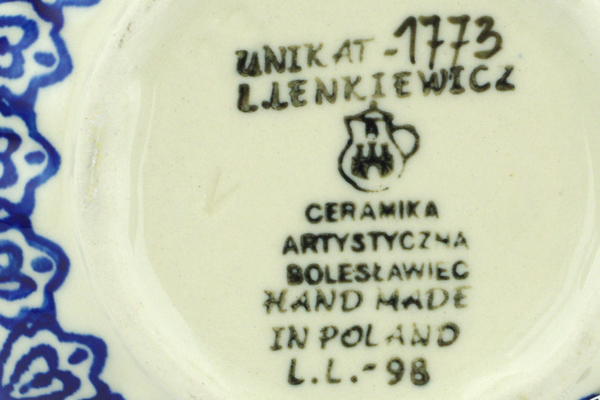 UNIKAT -1773
L.LENKIEWICZ
CERAMIKA
ARTYSTYCZNA
BOLESŁAWIEC
HAND MADE
IN POLAND
L.L.-98